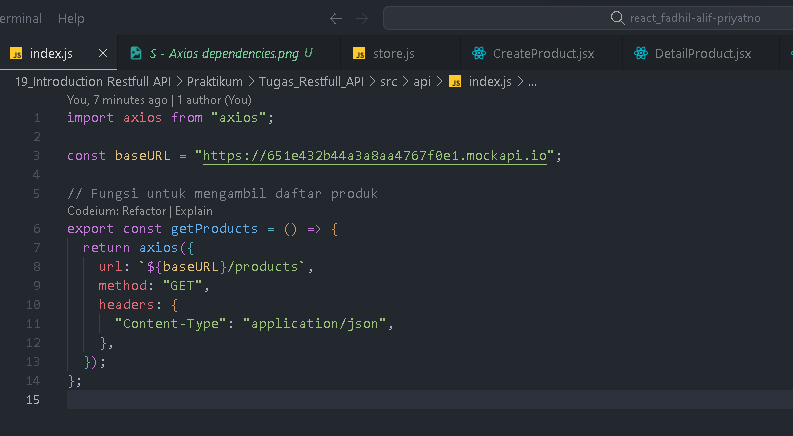 erminal Help
react_fadhil-alif-priyatno
JS index.js × S - Axios dependencies.png U JS store.js CreateProduct.jsx DetailProduct.jsx
19_Introduction Restfull API > Praktikum > Tugas_Restfull_API > src > api > JS index.js > ...
You, 7 minutes ago | 1 author (You)
1 import axios from "axios";
2
3 const baseURL = "https://651e432b44a3a8aa4767f0e1.mockapi.io";
4
5 // Fungsi untuk mengambil daftar produk
Codeium: Refactor | Explain
6 export const getProducts = () => {
7 return axios({
8 url: `${baseURL}/products`,
9 method: "GET",
10 headers: {
11 "Content-Type": "application/json",
12 },
13 });
14 };
15